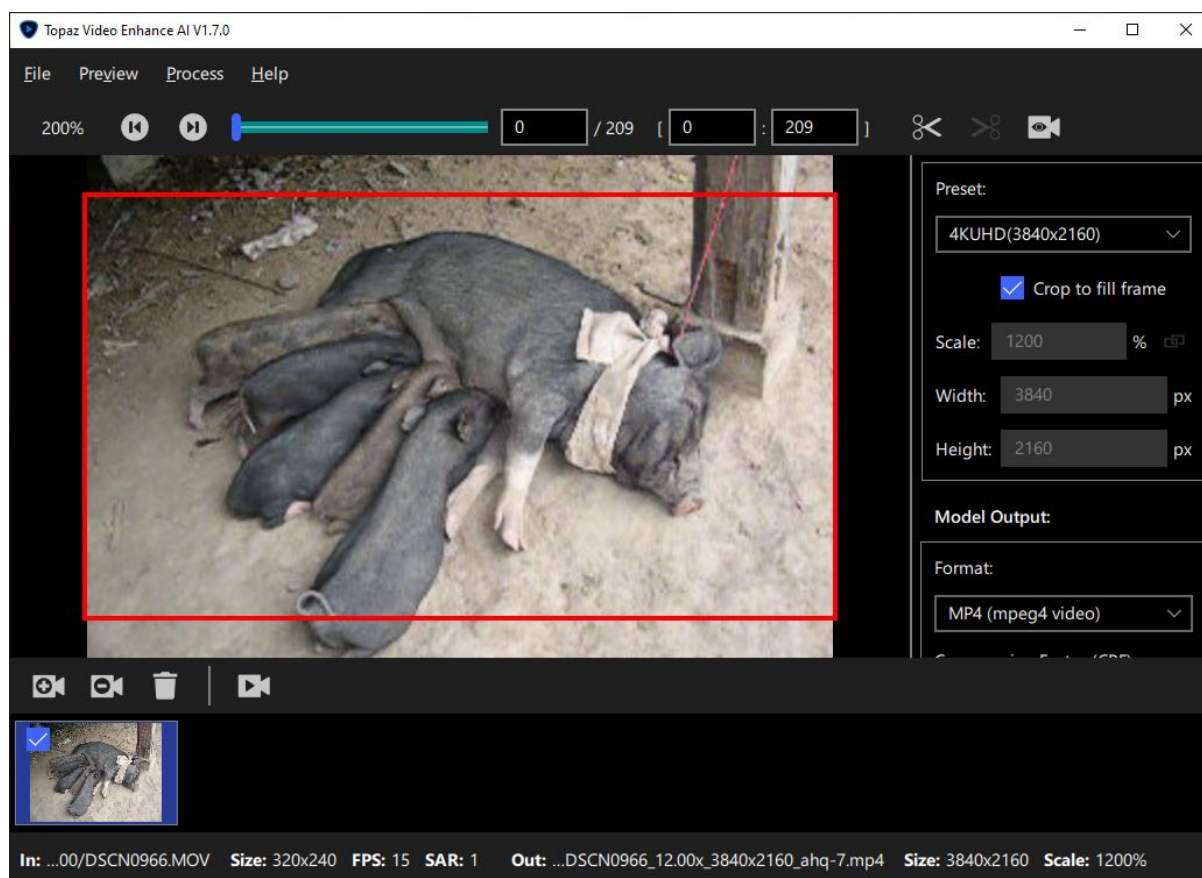 Topaz Video Enhance AI V1.7.0
File Preview Process Help
200% 0 / 209 [ 0 : 209 ]
Preset:
4KUHD(3840x2160)
Crop to fill frame
Scale: 1200 %
Width: 3840 px
Height: 2160 px
Model Output:
Format:
MP4 (mpeg4 video)
In: ...00/DSCN0966.MOV Size: 320x240 FPS: 15 SAR: 1 Out: ...DSCN0966_12.00x_3840x2160_ahq-7.mp4 Size: 3840x2160 Scale: 1200%